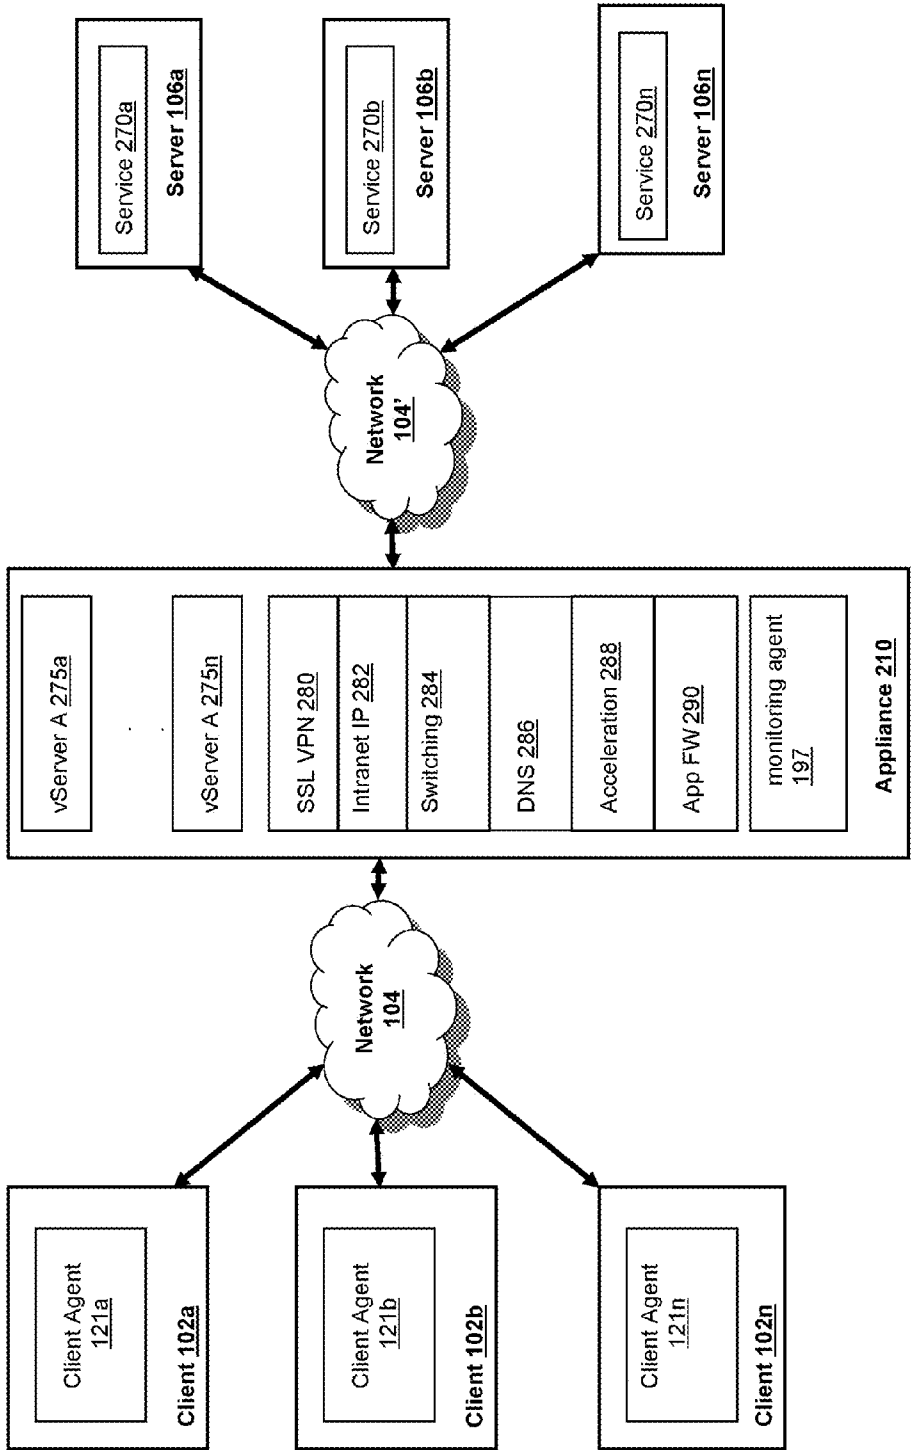 Client Agent
121a
Client 102a
Client Agent
121b
Client 102b
Client Agent
121n
Client 102n
Network
104
vServer A 275a
vServer A 275n
SSL VPN 280
Intranet IP 282
Switching 284
DNS 286
Acceleration 288
App FW 290
monitoring agent
197
Appliance 210
Network
104'
Service 270a
Server 106a
Service 270b
Server 106b
Service 270n
Server 106n